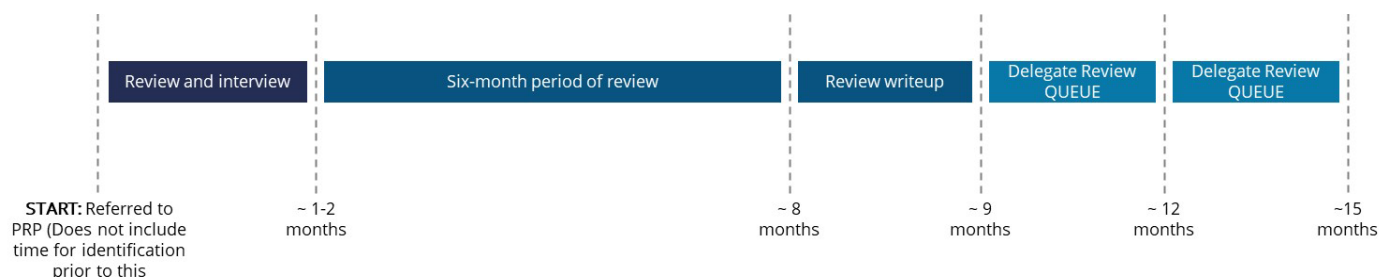 Review and interview
Six-month period of review
Review writeup
Delegate Review
QUEUE
Delegate Review
QUEUE
START: Referred to
PRP (Does not include
time for identification
prior to this
~ 1-2
months
~ 8
months
~ 9
months
~ 12
months
~15
months